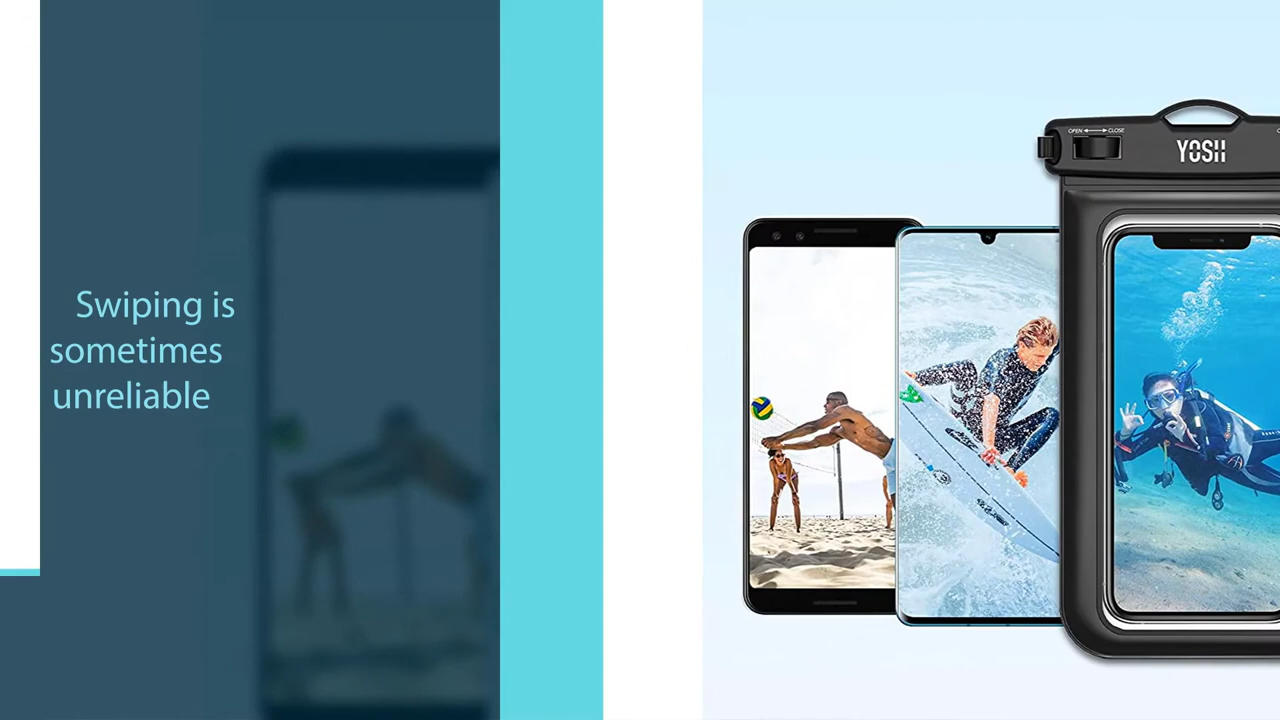 Swiping is
sometimes
unreliable
OPEN ⟷ CLOSE
YOSH